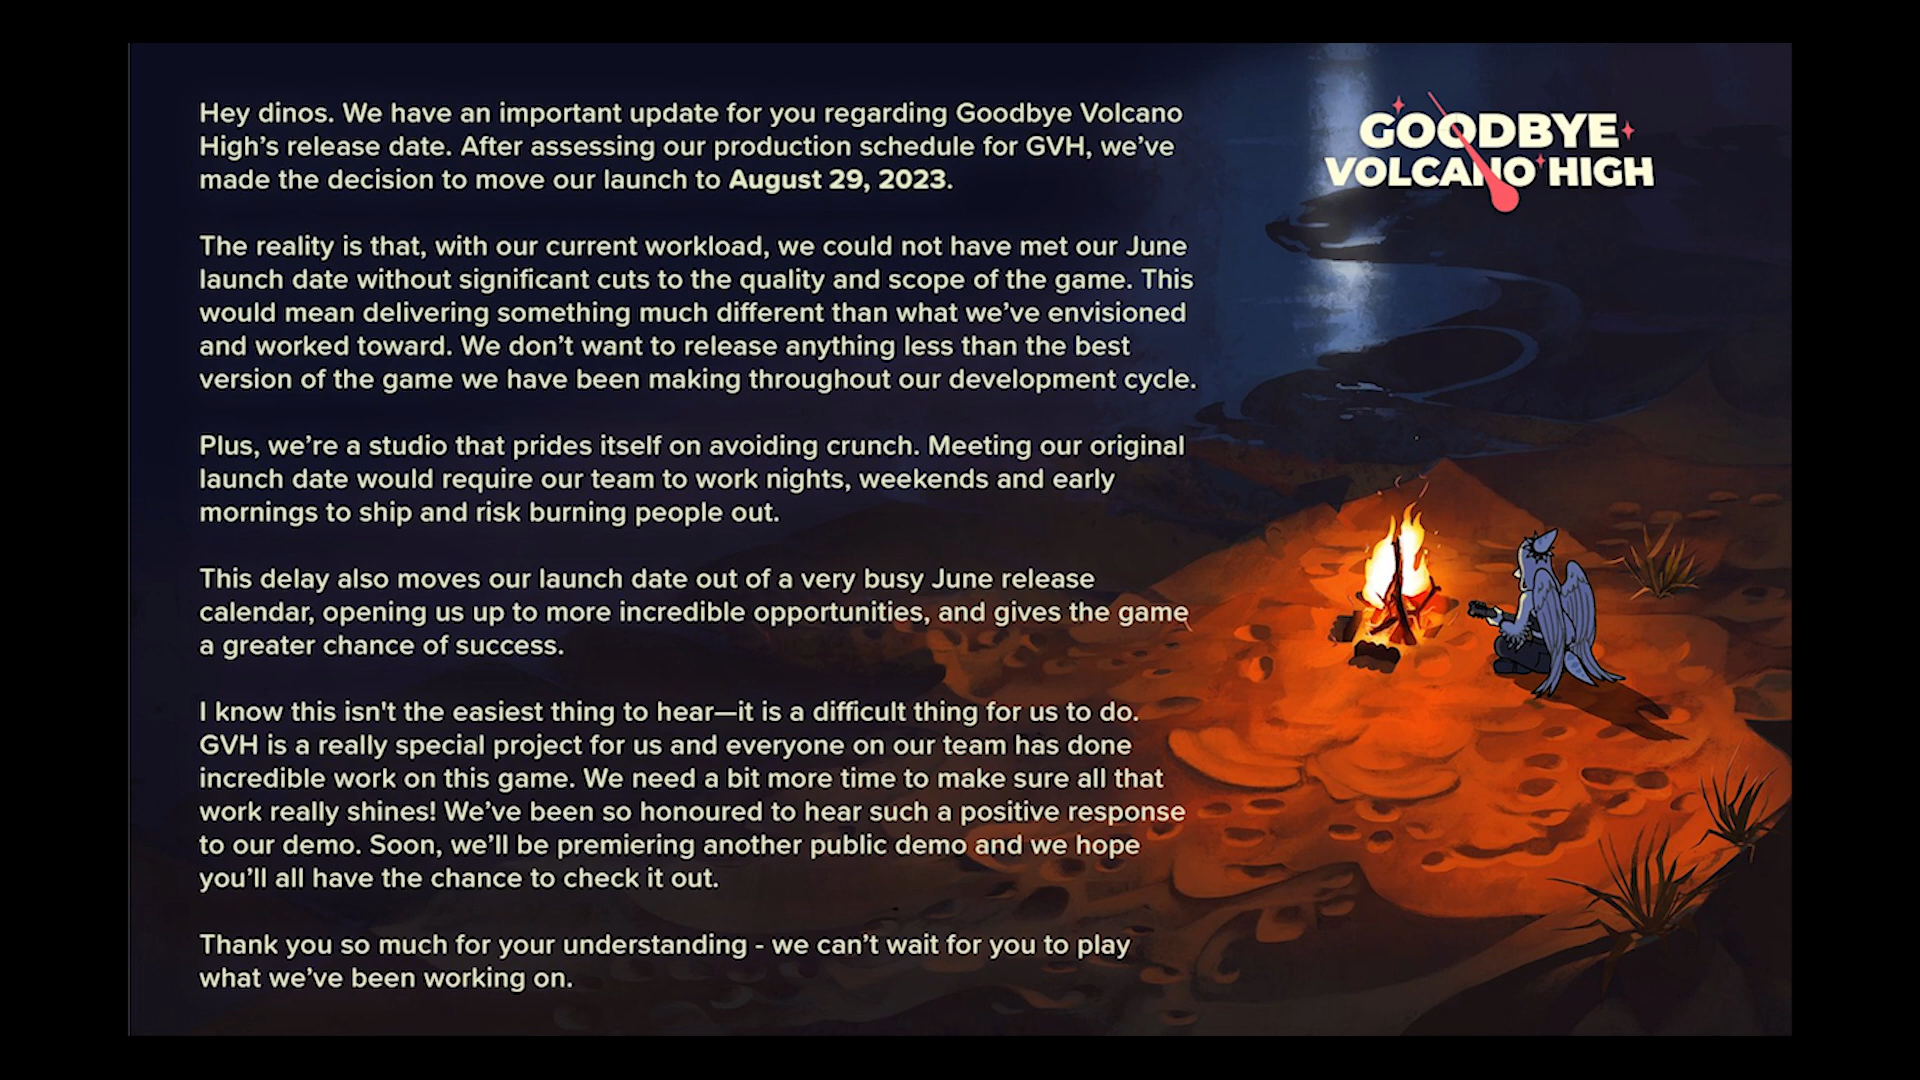 Hey dinos. We have an important update for you regarding Goodbye Volcano
High’s release date. After assessing our production schedule for GVH, we’ve
made the decision to move our launch to August 29, 2023.
The reality is that, with our current workload, we could not have met our June
launch date without significant cuts to the quality and scope of the game. This
would mean delivering something much different than what we’ve envisioned
and worked toward. We don’t want to release anything less than the best
version of the game we have been making throughout our development cycle.
Plus, we’re a studio that prides itself on avoiding crunch. Meeting our original
launch date would require our team to work nights, weekends and early
mornings to ship and risk burning people out.
This delay also moves our launch date out of a very busy June release
calendar, opening us up to more incredible opportunities, and gives the game
a greater chance of success.
I know this isn't the easiest thing to hear—it is a difficult thing for us to do.
GVH is a really special project for us and everyone on our team has done
incredible work on this game. We need a bit more time to make sure all that
work really shines! We’ve been so honoured to hear such a positive response
to our demo. Soon, we’ll be premiering another public demo and we hope
you’ll all have the chance to check it out.
Thank you so much for your understanding - we can’t wait for you to play
what we’ve been working on.
GOODBYE
VOLCANO HIGH